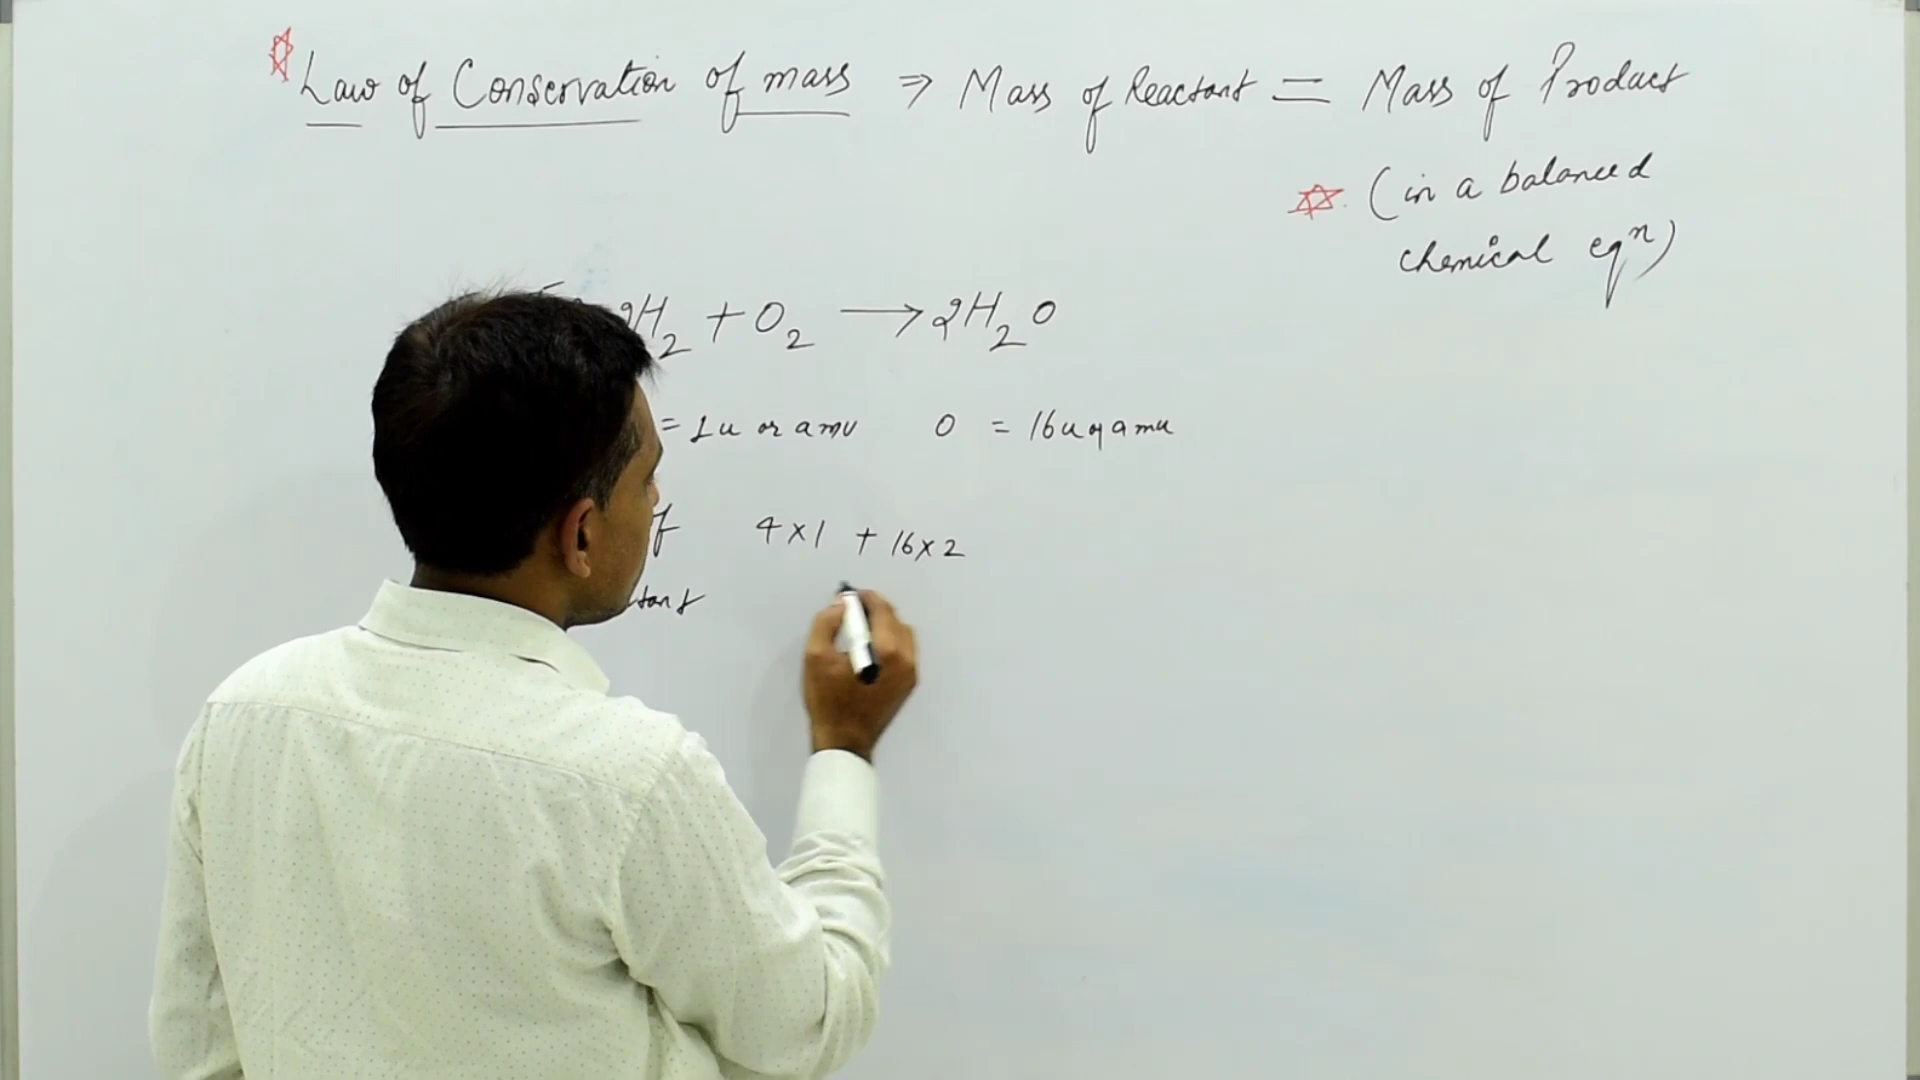 Law of Conservation of mass ⇒ Mass of Reactant = Mass of Product
(in a balanced
chemical eqⁿ)
2H₂ + O₂ → 2H₂O
= 1u or amu O = 16u or amu
4×1 + 16×2